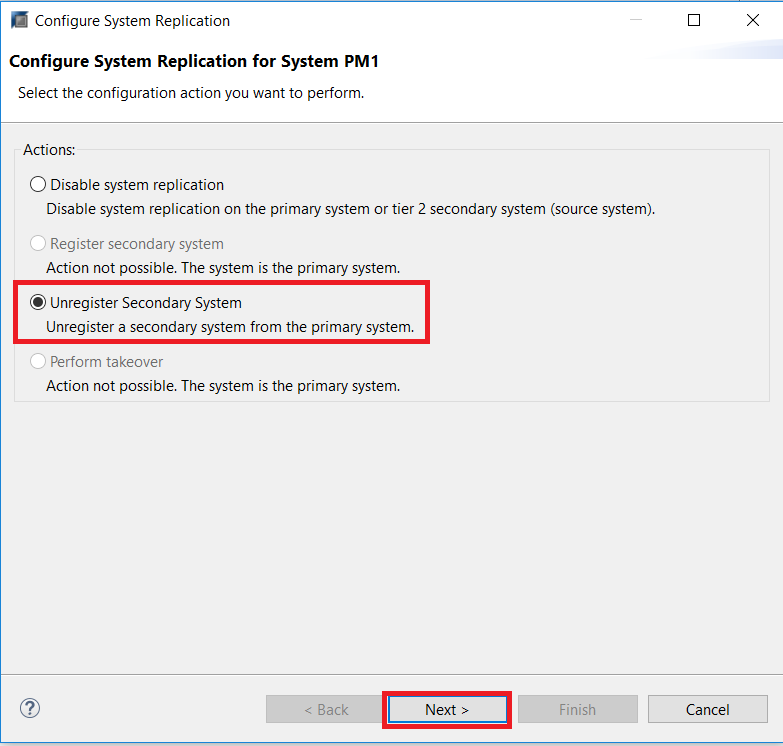 Configure System Replication
Configure System Replication for System PM1
Select the configuration action you want to perform.
Actions:
Disable system replication
Disable system replication on the primary system or tier 2 secondary system (source system).
Register secondary system
Action not possible. The system is the primary system.
Unregister Secondary System
Unregister a secondary system from the primary system.
Perform takeover
Action not possible. The system is the primary system.
?
< Back
Next >
Finish
Cancel